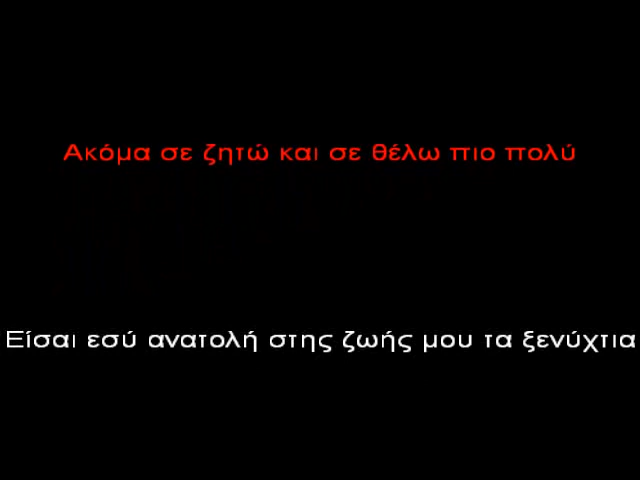 Ακόμα σε ζητώ και σε θέλω πιο πολύ
Είσαι εσύ ανατολή στης ζωής μου τα ξενύχτια